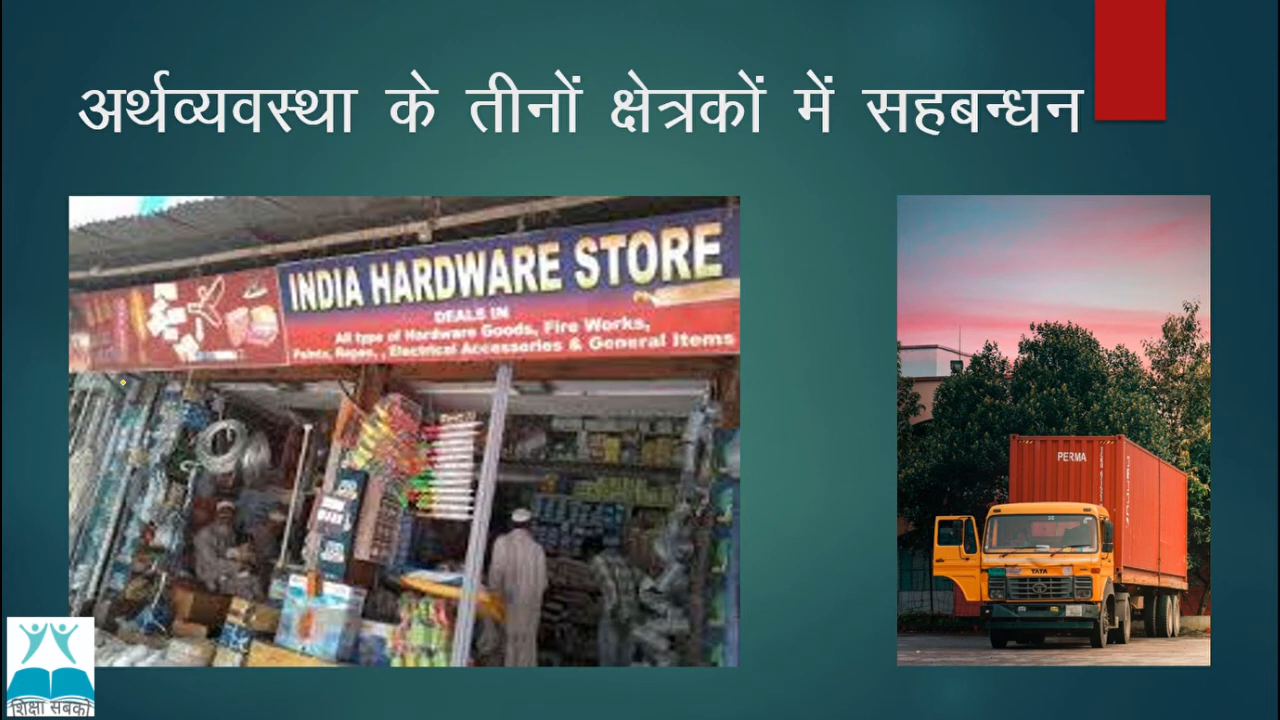 अर्थव्यवस्था के तीनों क्षेत्रकों में सहबन्धन
INDIA HARDWARE STORE
DEALS IN
All type of Hardware Goods, Fire Works,
Paints, Ropes, , Electrical Accessories & General Items
PERMA
TATA
शिक्षा सबको